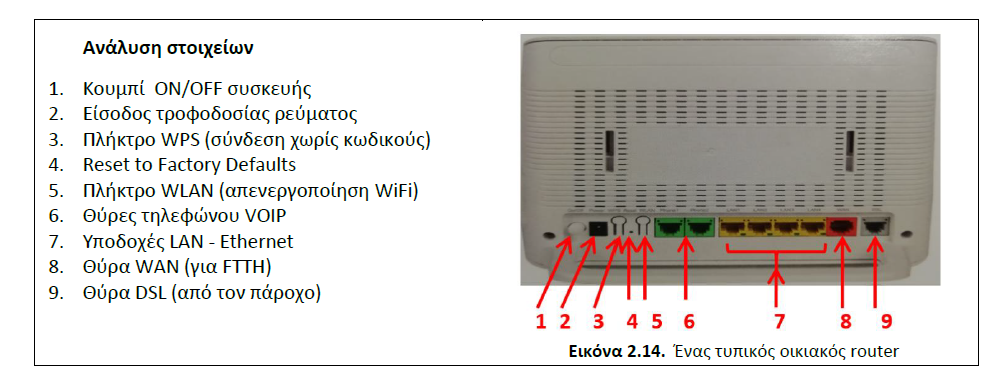 Ανάλυση στοιχείων
1. Κουμπί ON/OFF συσκευής
2. Είσοδος τροφοδοσίας ρεύματος
3. Πλήκτρο WPS (σύνδεση χωρίς κωδικούς)
4. Reset to Factory Defaults
5. Πλήκτρο WLAN (απενεργοποίηση WiFi)
6. Θύρες τηλεφώνου VOIP
7. Υποδοχές LAN - Ethernet
8. Θύρα WAN (για FTTH)
9. Θύρα DSL (από τον πάροχο)
1 2 3 4 5 6 7 8 9
Εικόνα 2.14. Ένας τυπικός οικιακός router